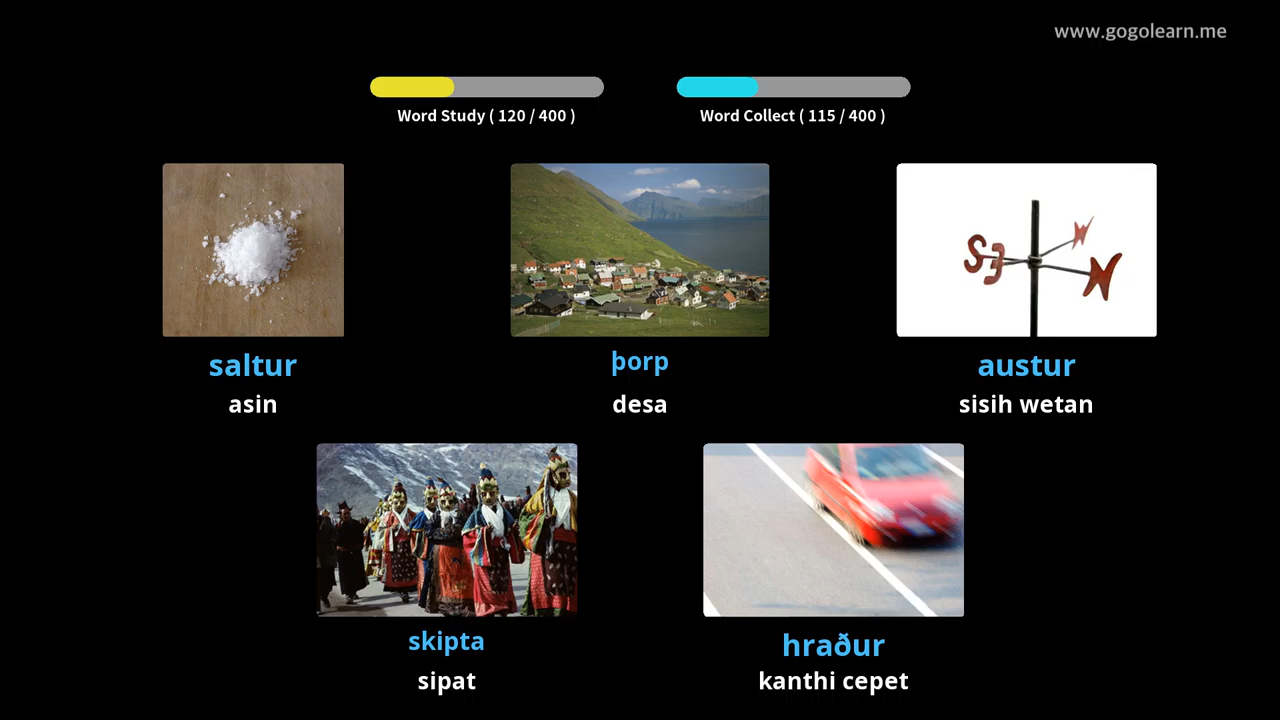 www.gogolearn.me
Word Study ( 120 / 400 )
Word Collect ( 115 / 400 )
S E N W
saltur
asin
þorp
desa
austur
sisih wetan
skipta
sipat
hraður
kanthi cepet